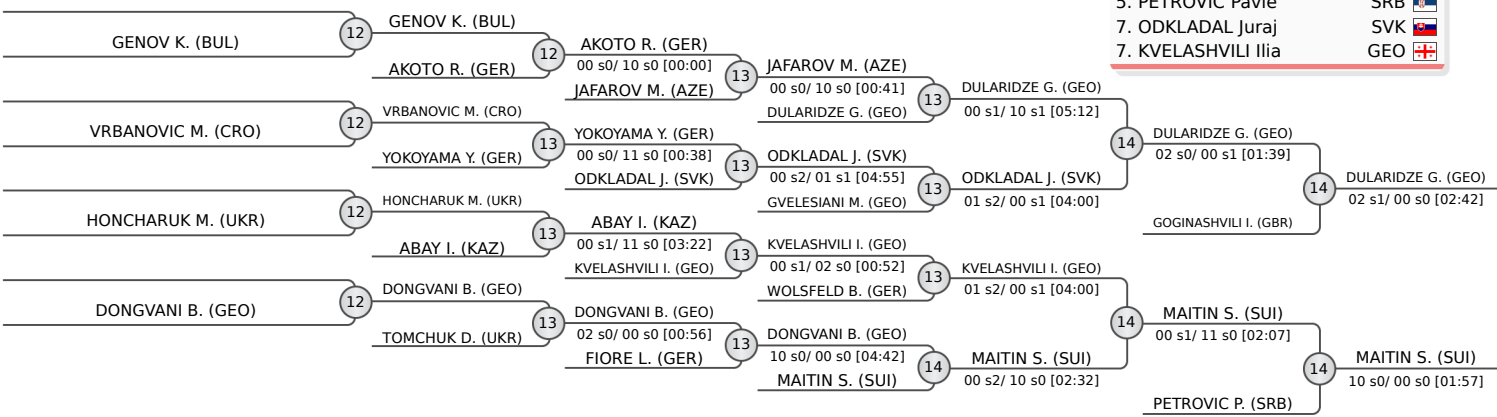 5. PETROVIC Pavle SRB
7. ODKLADAL Juraj SVK
7. KVELASHVILI Ilia GEO
GENOV K. (BUL)
12
GENOV K. (BUL)
AKOTO R. (GER)
12
AKOTO R. (GER)
00 s0/ 10 s0 [00:00]
JAFAROV M. (AZE)
13
JAFAROV M. (AZE)
00 s0/ 10 s0 [00:41]
DULARIDZE G. (GEO)
13
DULARIDZE G. (GEO)
00 s1/ 10 s1 [05:12]
VRBANOVIC M. (CRO)
12
VRBANOVIC M. (CRO)
YOKOYAMA Y. (GER)
13
YOKOYAMA Y. (GER)
00 s0/ 11 s0 [00:38]
ODKLADAL J. (SVK)
13
ODKLADAL J. (SVK)
00 s2/ 01 s1 [04:55]
GVELESIANI M. (GEO)
13
ODKLADAL J. (SVK)
01 s2/ 00 s1 [04:00]
14
DULARIDZE G. (GEO)
02 s0/ 00 s1 [01:39]
GOGINASHVILI I. (GBR)
14
DULARIDZE G. (GEO)
02 s1/ 00 s0 [02:42]
HONCHARUK M. (UKR)
12
HONCHARUK M. (UKR)
ABAY I. (KAZ)
13
ABAY I. (KAZ)
00 s1/ 11 s0 [03:22]
KVELASHVILI I. (GEO)
13
KVELASHVILI I. (GEO)
00 s1/ 02 s0 [00:52]
WOLSFELD B. (GER)
13
KVELASHVILI I. (GEO)
01 s2/ 00 s1 [04:00]
DONGVANI B. (GEO)
12
DONGVANI B. (GEO)
TOMCHUK D. (UKR)
13
DONGVANI B. (GEO)
02 s0/ 00 s0 [00:56]
FIORE L. (GER)
13
DONGVANI B. (GEO)
10 s0/ 00 s0 [04:42]
MAITIN S. (SUI)
14
MAITIN S. (SUI)
00 s2/ 10 s0 [02:32]
14
MAITIN S. (SUI)
00 s1/ 11 s0 [02:07]
PETROVIC P. (SRB)
14
MAITIN S. (SUI)
10 s0/ 00 s0 [01:57]